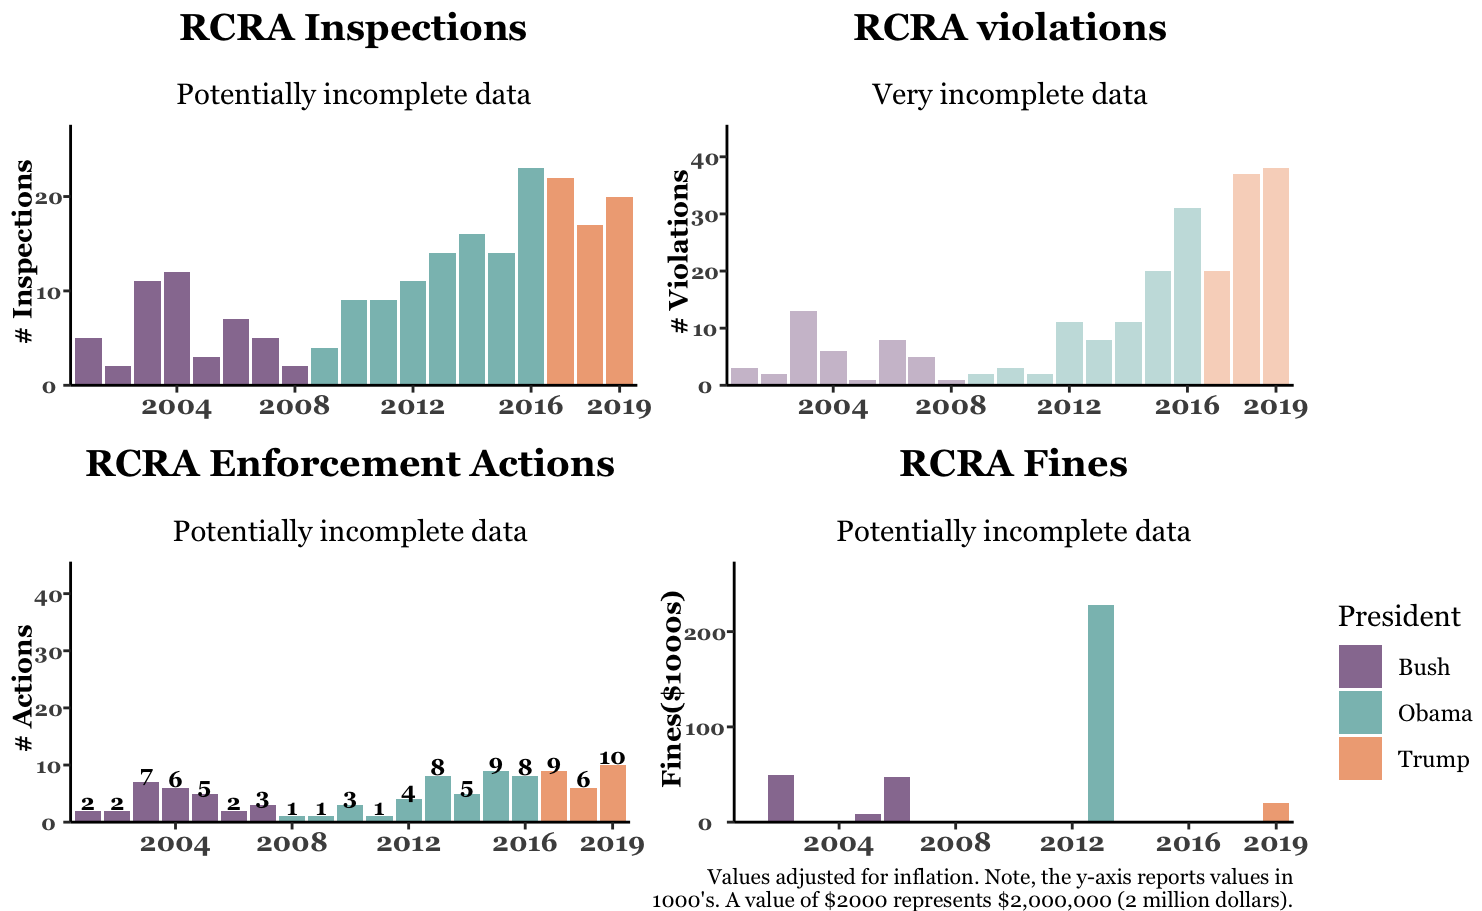 RCRA Inspections
Potentially incomplete data
# Inspections
20
10
0
2004 2008 2012 2016 2019
RCRA violations
Very incomplete data
# Violations
40
30
20
10
0
2004 2008 2012 2016 2019
RCRA Enforcement Actions
Potentially incomplete data
# Actions
40
30
20
10
0
2 2 7 6 5 2 3 1 1 3 1 4 8 5 9 8 9 6 10
2004 2008 2012 2016 2019
RCRA Fines
Potentially incomplete data
Fines($1000s)
200
100
0
2004 2008 2012 2016 2019
President
Bush
Obama
Trump
Values adjusted for inflation. Note, the y-axis reports values in
1000's. A value of $2000 represents $2,000,000 (2 million dollars).